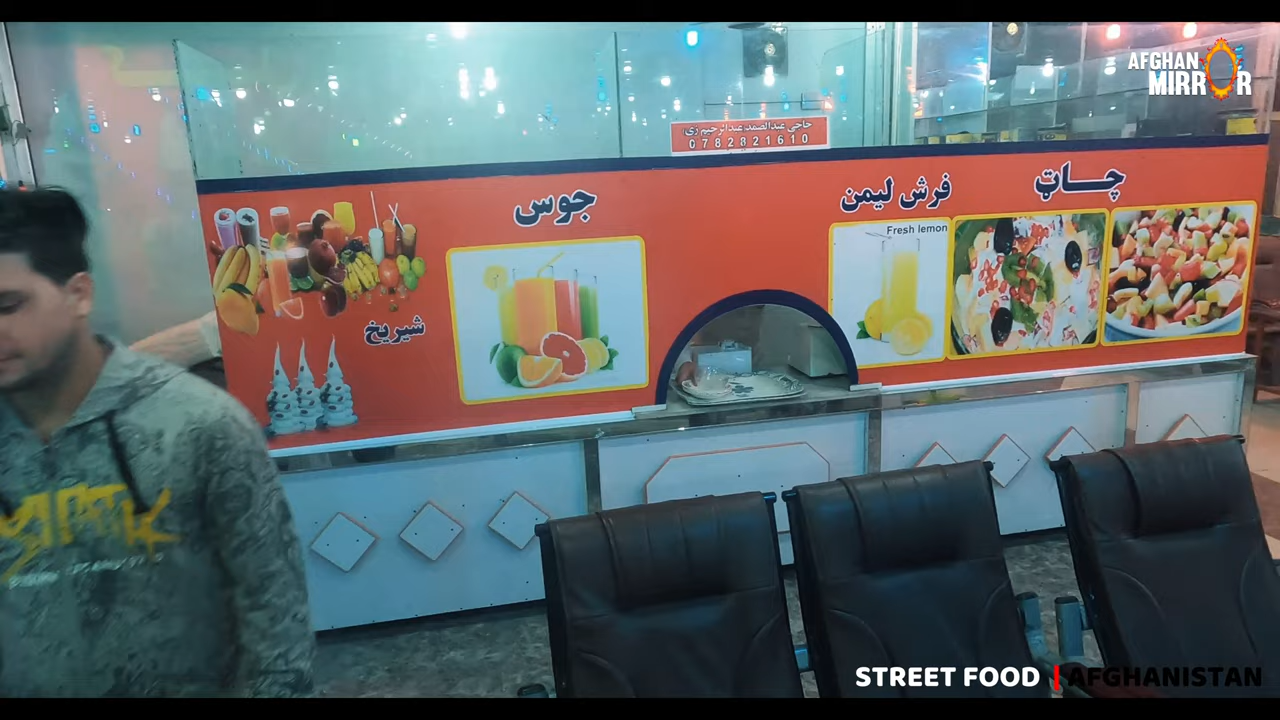 AFGHAN
MIRROR
حاجی عبدالصمد عبدالرحیم زی
0782821610
جوس
فرش لیمن
چاټ
Fresh lemon
شیریخ
STREET FOOD | AFGHANISTAN